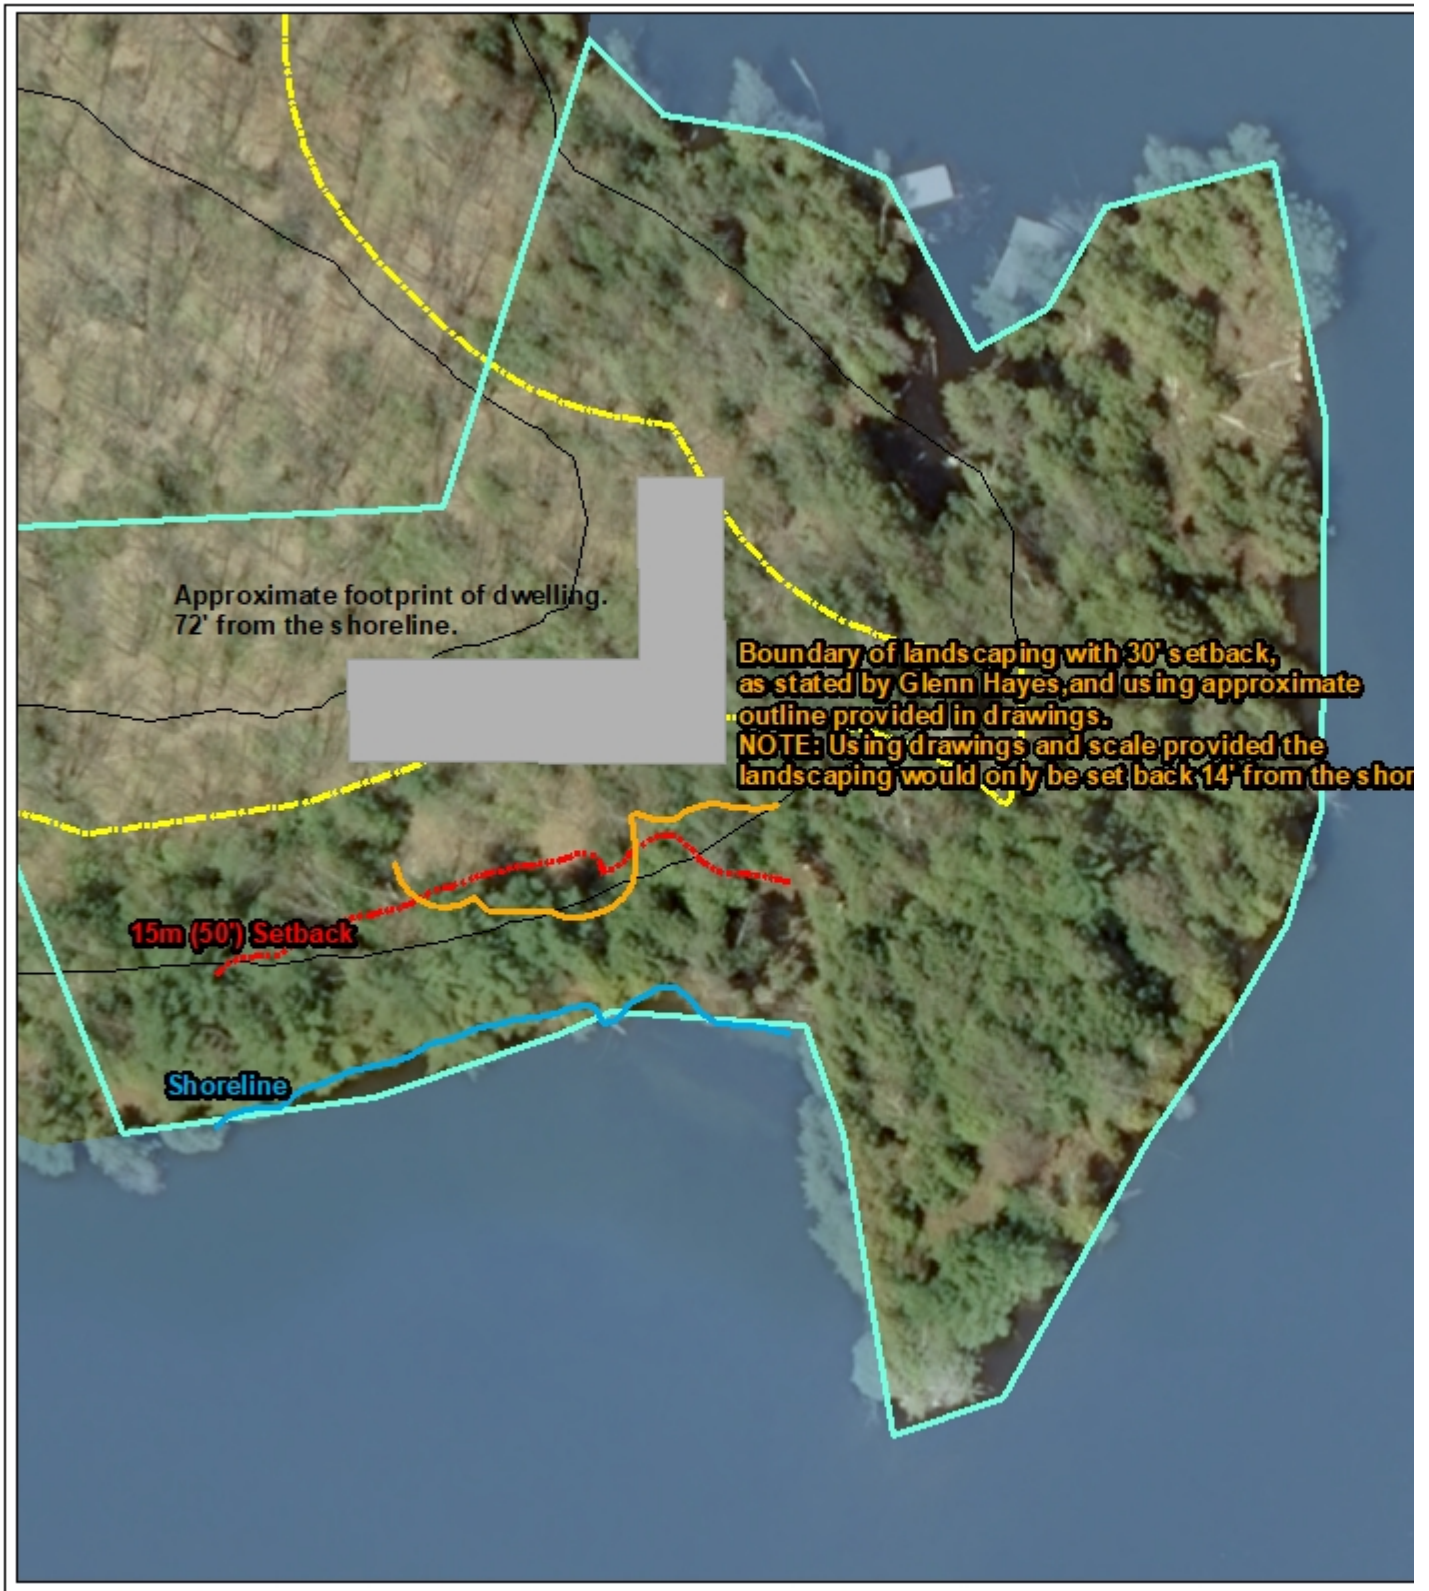 Approximate footprint of dwelling.
72' from the shoreline.
Boundary of landscaping with 30' setback,
as stated by Glenn Hayes,and using approximate
outline provided in drawings.
NOTE: Using drawings and scale provided the
landscaping would only be set back 14' from the shor
15m (50') Setback
Shoreline